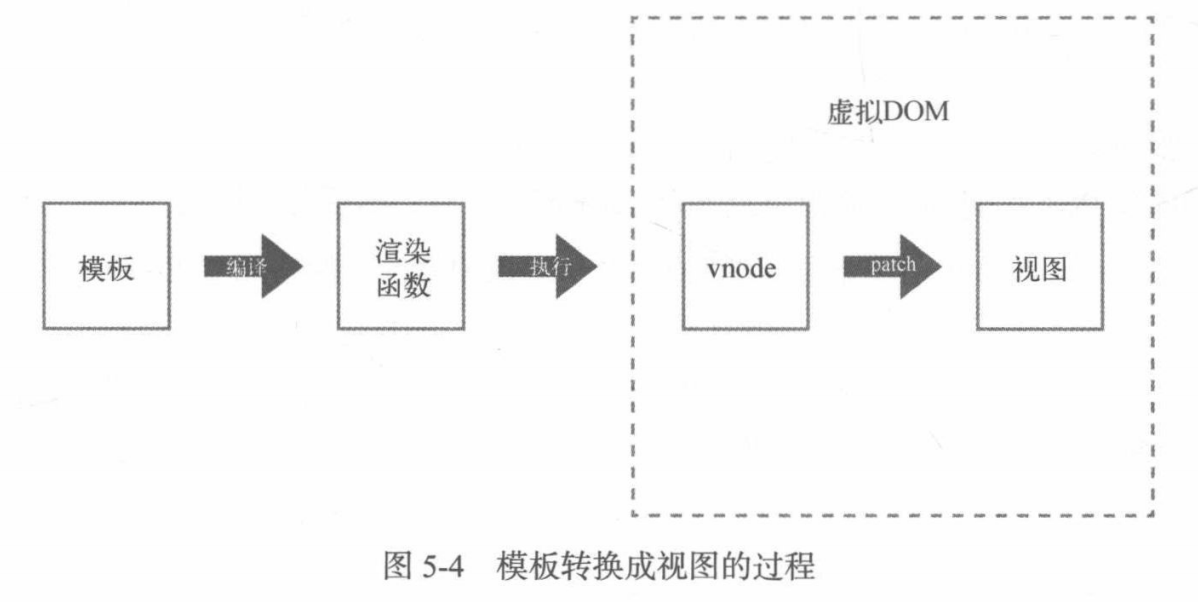 虚拟DOM
模板
编译
渲染
函数
执行
vnode
patch
视图
图 5-4 模板转换成视图的过程